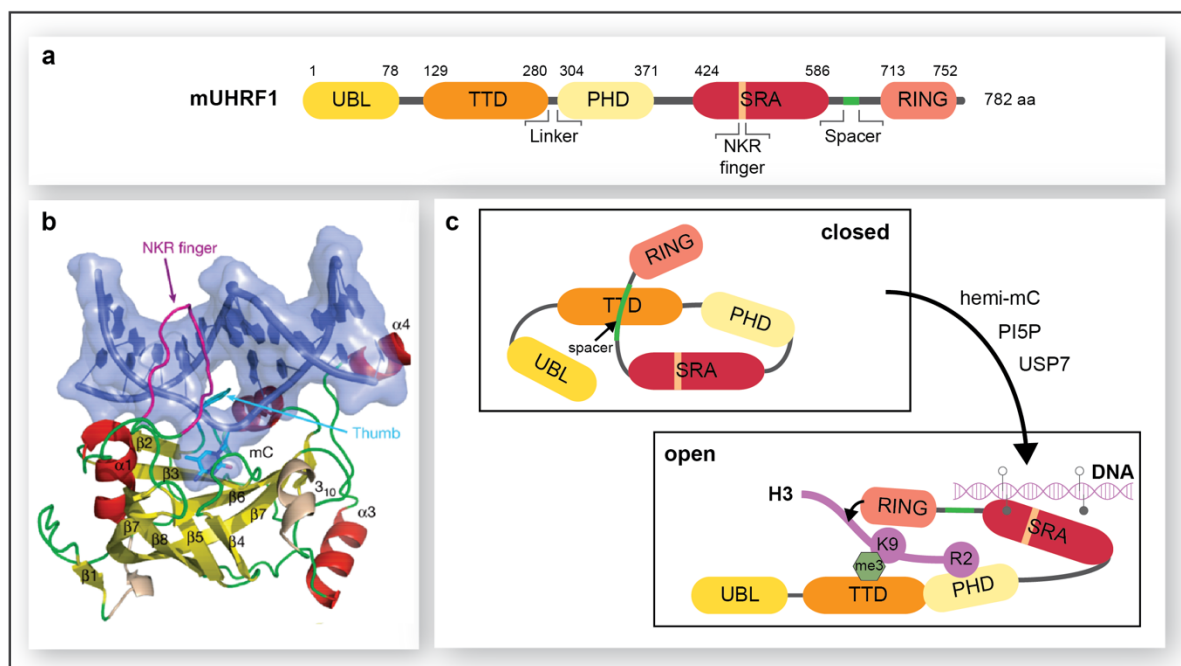 a
1 78 129 280 304 371 424 586 713 752
mUHRF1 UBL TTD PHD SRA RING 782 aa
Linker NKR finger Spacer
b
NKR finger
α4
Thumb
mC
β2
α1
β3
β6
3₁₀
α3
β7
β7
β8
β5
β4
β1
c
closed
RING
TTD
PHD
spacer
UBL
SRA
hemi-mC
PI5P
USP7
open
DNA
H3
RING
SRA
K9
R2
me3
PHD
UBL
TTD